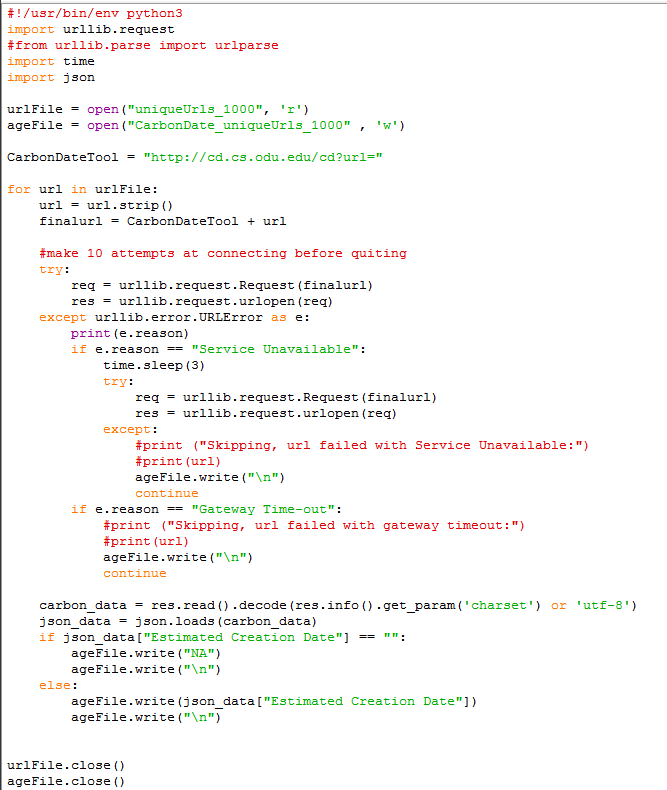 #!/usr/bin/env python3
import urllib.request
#from urllib.parse import urlparse
import time
import json

urlFile = open("uniqueUrls_1000", 'r')
ageFile = open("CarbonDate_uniqueUrls_1000" , 'w')

CarbonDateTool = "http://cd.cs.odu.edu/cd?url="

for url in urlFile:
    url = url.strip()
    finalurl = CarbonDateTool + url

    #make 10 attempts at connecting before quiting
    try:
        req = urllib.request.Request(finalurl)
        res = urllib.request.urlopen(req)
    except urllib.error.URLError as e:
        print(e.reason)
        if e.reason == "Service Unavailable":
            time.sleep(3)
            try:
                req = urllib.request.Request(finalurl)
                res = urllib.request.urlopen(req)
            except:
                #print ("Skipping, url failed with Service Unavailable:")
                #print(url)
                ageFile.write("\n")
                continue
        if e.reason == "Gateway Time-out":
            #print ("Skipping, url failed with gateway timeout:")
            #print(url)
            ageFile.write("\n")
            continue

    carbon_data = res.read().decode(res.info().get_param('charset') or 'utf-8')
    json_data = json.loads(carbon_data)
    if json_data["Estimated Creation Date"] == "":
        ageFile.write("NA")
        ageFile.write("\n")
    else:
        ageFile.write(json_data["Estimated Creation Date"])
        ageFile.write("\n")


urlFile.close()
ageFile.close()